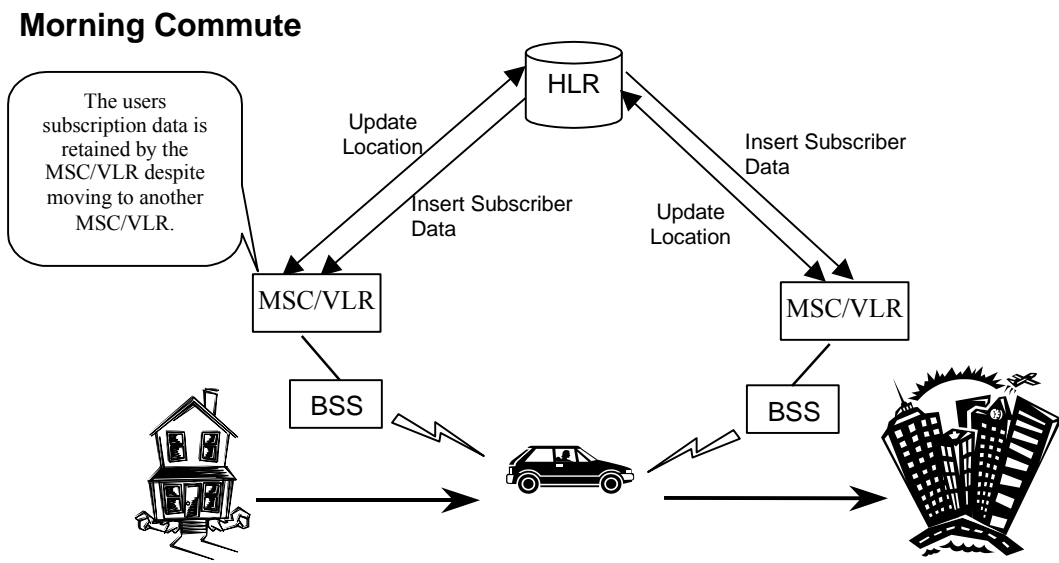 Morning Commute
The users
subscription data is
retained by the
MSC/VLR despite
moving to another
MSC/VLR.
HLR
Update
Location
Insert Subscriber
Data
Insert Subscriber
Data
Update
Location
MSC/VLR
MSC/VLR
BSS
BSS